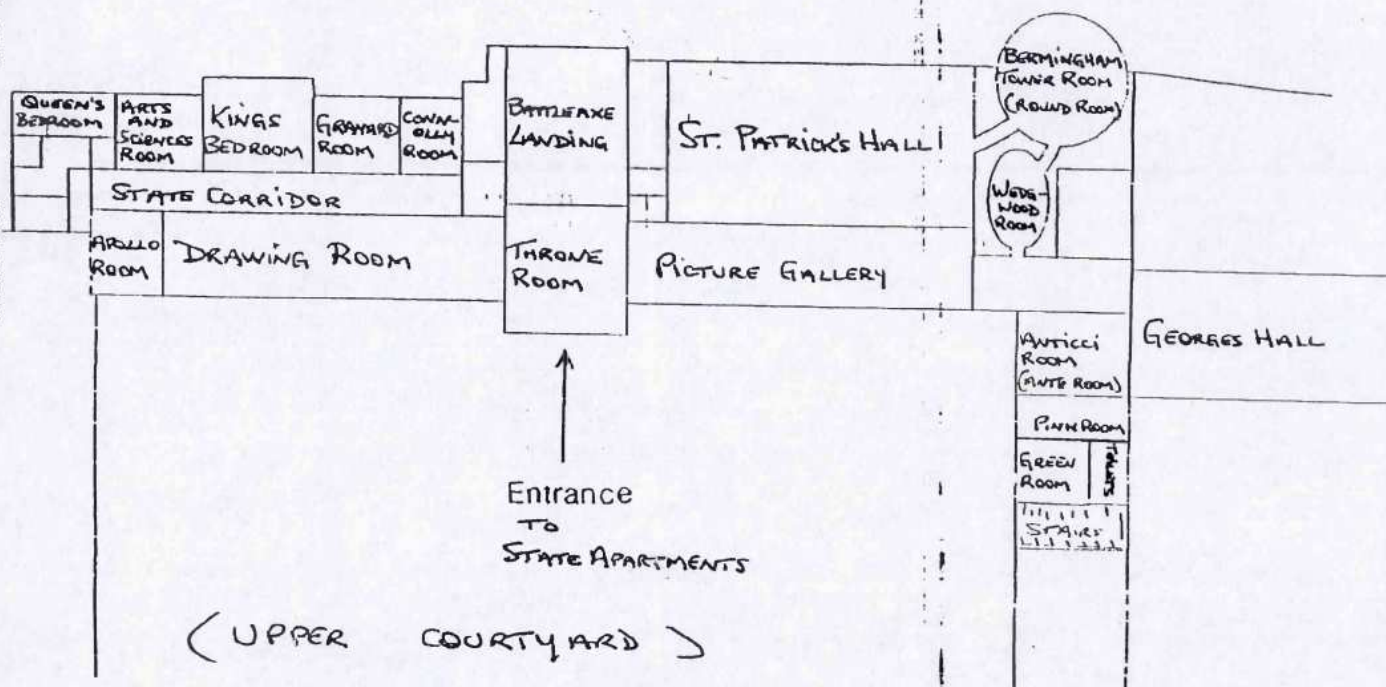 QUEEN'S
BEDROOM
ARTS
AND
SCIENCES
ROOM
KINGS
BEDROOM
GRANARD
ROOM
CONN-
OLLY
ROOM
BATTLEAXE
LANDING
ST. PATRICK'S HALL
BERMINGHAM
TOWER ROOM
(ROUND ROOM)
WEDG-
WOOD
ROOM
STATE CORRIDOR
APOLLO
ROOM
DRAWING ROOM
THRONE
ROOM
PICTURE GALLERY
ANTICCI
ROOM
(ANTE ROOM)
GEORGES HALL
PINK ROOM
GREEN
ROOM
TOILETS
STAIRS
Entrance
TO
STATE APARTMENTS
(UPPER COURTYARD)